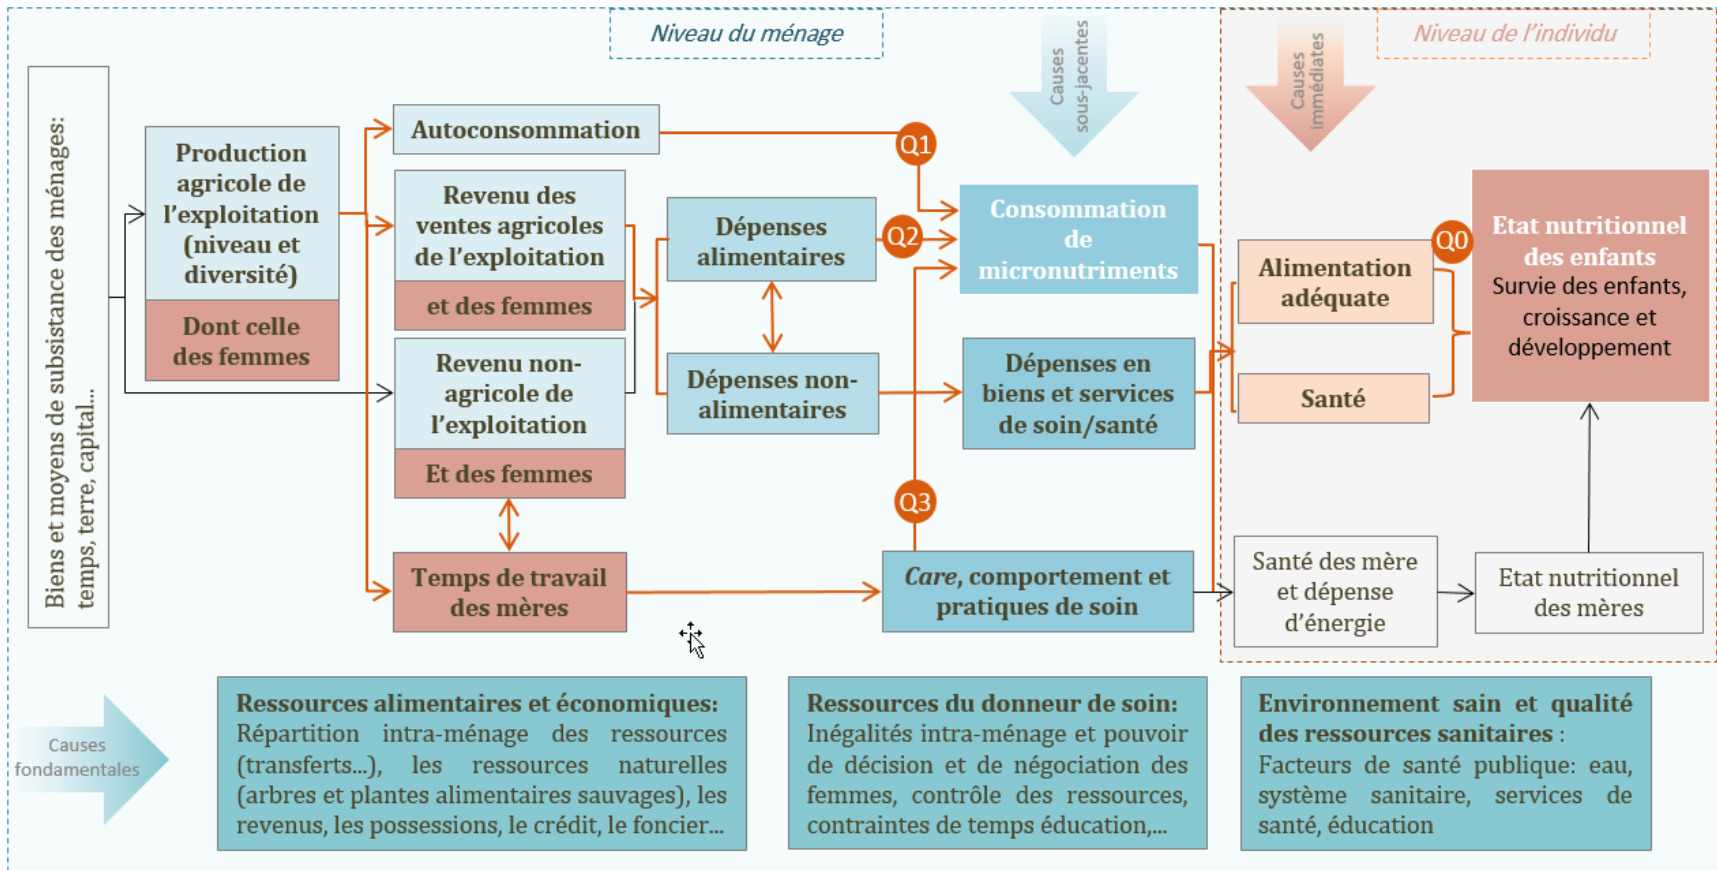 Niveau du ménage
Niveau de l'individu
Causes
sous-jacentes
Causes
immédiates
Biens et moyens de subsistance des ménages:
temps, terre, capital...
Production
agricole de
l'exploitation
(niveau et
diversité)
Dont celle
des femmes
Autoconsommation
Revenu des
ventes agricoles
de l'exploitation
et des femmes
Revenu non-
agricole de
l'exploitation
Et des femmes
Temps de travail
des mères
Dépenses
alimentaires
Dépenses non-
alimentaires
Q1
Q2
Q3
Consommation
de
micronutriments
Dépenses en
biens et services
de soin/santé
Care, comportement et
pratiques de soin
Alimentation
adéquate
Santé
Q0
Etat nutritionnel
des enfants
Survie des enfants,
croissance et
développement
Santé des mère
et dépense
d'énergie
Etat nutritionnel
des mères
Causes
fondamentales
Ressources alimentaires et économiques:
Répartition intra-ménage des ressources
(transferts...), les ressources naturelles
(arbres et plantes alimentaires sauvages), les
revenus, les possessions, le crédit, le foncier...
Ressources du donneur de soin:
Inégalités intra-ménage et pouvoir
de décision et de négociation des
femmes, contrôle des ressources,
contraintes de temps éducation,...
Environnement sain et qualité
des ressources sanitaires :
Facteurs de santé publique: eau,
système sanitaire, services de
santé, éducation